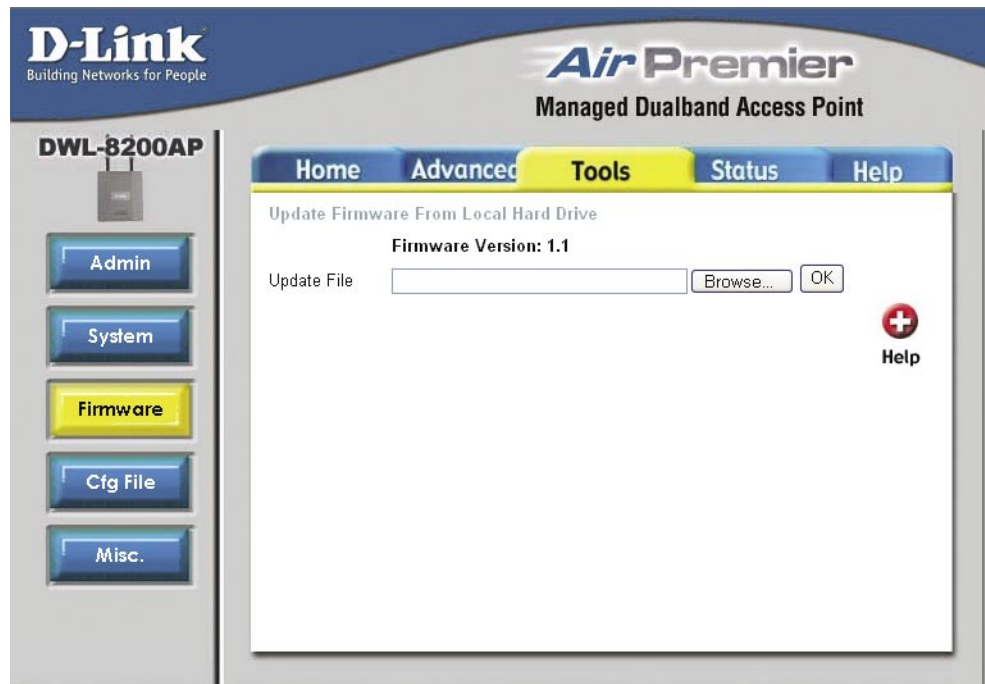 D-Link
Building Networks for People
Air Premier
Managed Dualband Access Point
DWL-8200AP
Home Advanced Tools Status Help
Update Firmware From Local Hard Drive
Firmware Version: 1.1
Update File Browse... OK
Help
Admin
System
Firmware
Cfg File
Misc.